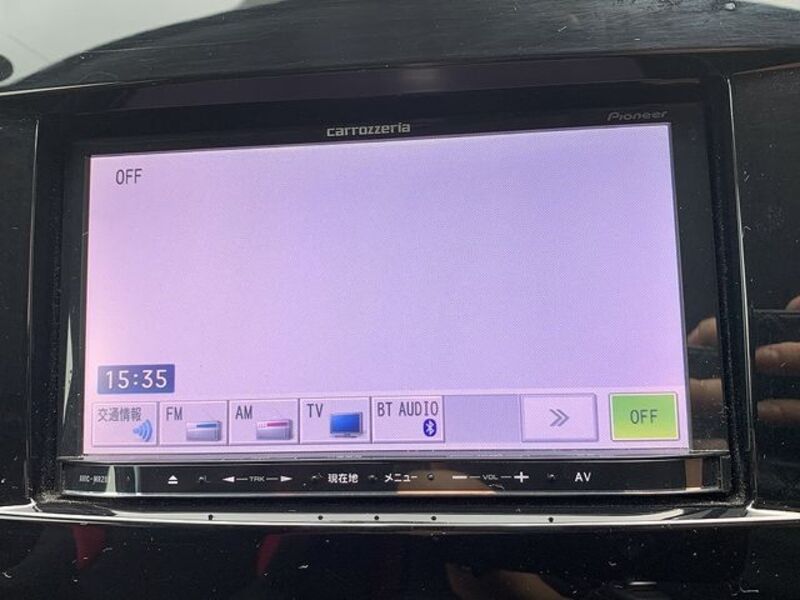 carrozzeria
Pioneer
OFF
15:35
交通情報 FM AM TV BT AUDIO OFF
TRK 現在地 メニュー VOL AV